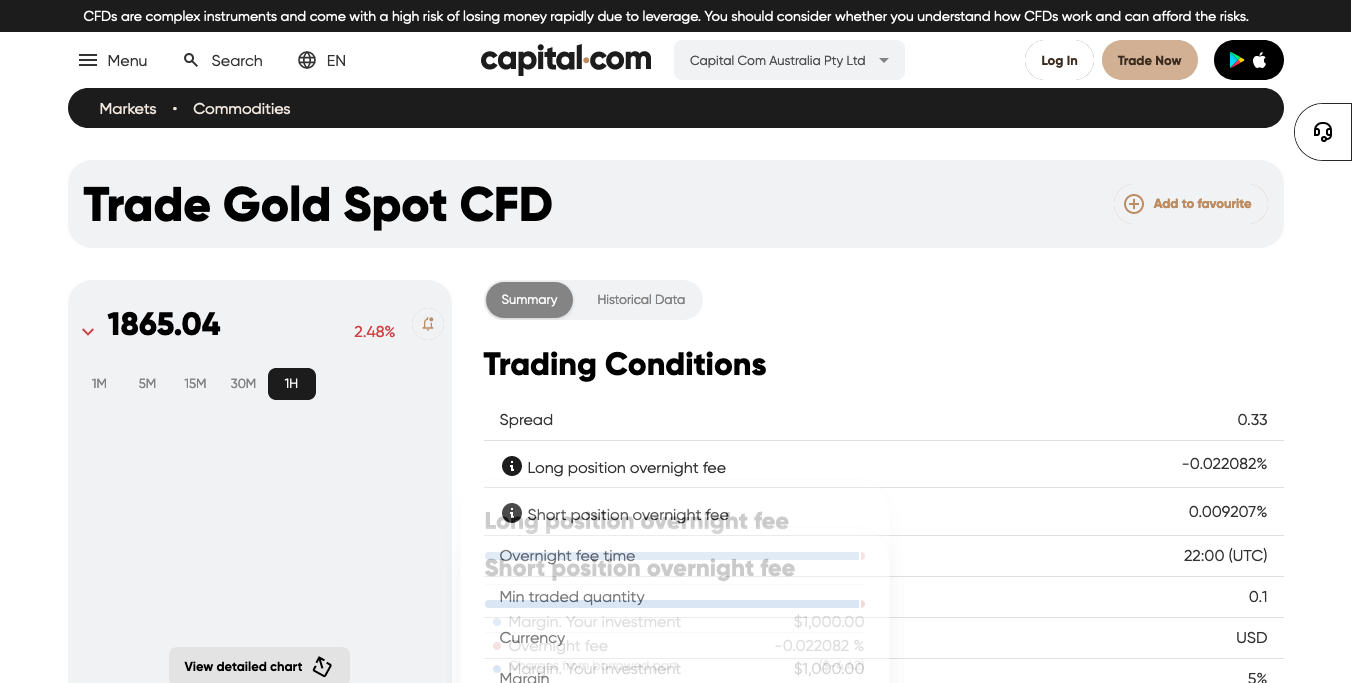 CFDs are complex instruments and come with a high risk of losing money rapidly due to leverage. You should consider whether you understand how CFDs work and can afford the risks.
Menu Search EN capital.com Capital Com Australia Pty Ltd Log In Trade Now
Markets • Commodities
Trade Gold Spot CFD Add to favourite
1865.04 2.48%
1M 5M 15M 30M 1H
View detailed chart
Summary Historical Data
Trading Conditions
Spread 0.33
Long position overnight fee -0.022082%
Short position overnight fee 0.009207%
Long position overnight fee
Overnight fee time 22:00 (UTC)
Short position overnight fee
Min traded quantity 0.1
Margin. Your investment $1,000.00
Currency USD
Overnight fee -0.022082 %
Margin. Your investment $1,000.00
Margin 5%